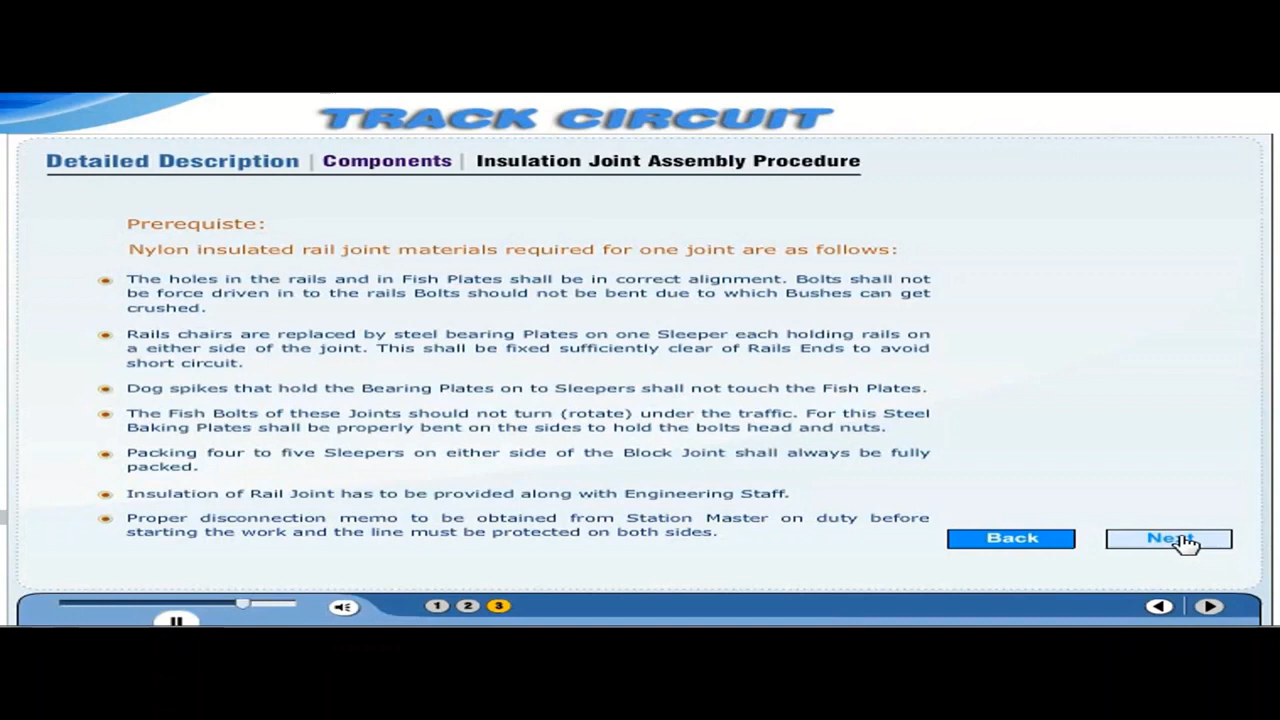 TRACK CIRCUIT
Detailed Description | Components | Insulation Joint Assembly Procedure
Prerequiste:
Nylon insulated rail joint materials required for one joint are as follows:
The holes in the rails and in Fish Plates shall be in correct alignment. Bolts shall not
be force driven in to the rails Bolts should not be bent due to which Bushes can get
crushed.
Rails chairs are replaced by steel bearing Plates on one Sleeper each holding rails on
a either side of the joint. This shall be fixed sufficiently clear of Rails Ends to avoid
short circuit.
Dog spikes that hold the Bearing Plates on to Sleepers shall not touch the Fish Plates.
The Fish Bolts of these Joints should not turn (rotate) under the traffic. For this Steel
Baking Plates shall be properly bent on the sides to hold the bolts head and nuts.
Packing four to five Sleepers on either side of the Block Joint shall always be fully
packed.
Insulation of Rail Joint has to be provided along with Engineering Staff.
Proper disconnection memo to be obtained from Station Master on duty before
starting the work and the line must be protected on both sides.
Back Next
1 2 3